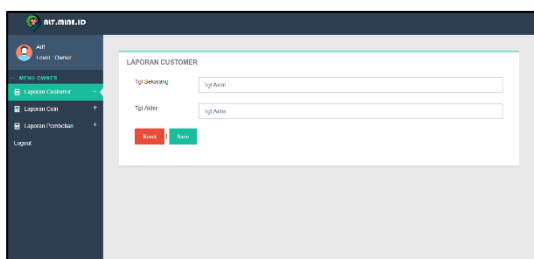 ALT.MINE.ID
Arif
Level : Owner
MENU OWNER
Laporan Customer
Laporan Coin
Laporan Pembelian
Logout
LAPORAN CUSTOMER
Tgl Sekarang
Tgl Awal
Tgl Akhir
Tgl Akhir
Reset | Save